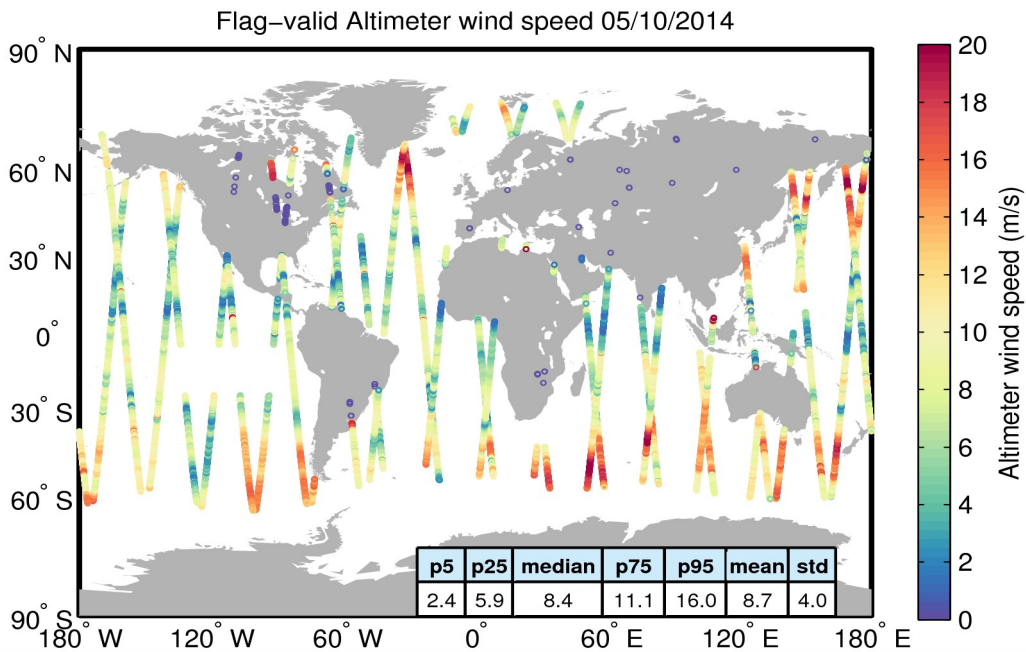 Flag−valid Altimeter wind speed 05/10/2014
90° N
60° N
30° N
0°
30° S
60° S
90° S
180° W
120° W
60° W
0°
60° E
120° E
180° E
p5 p25 median p75 p95 mean std
2.4 5.9 8.4 11.1 16.0 8.7 4.0
20
18
16
14
12
10
8
6
4
2
0
Altimeter wind speed (m/s)